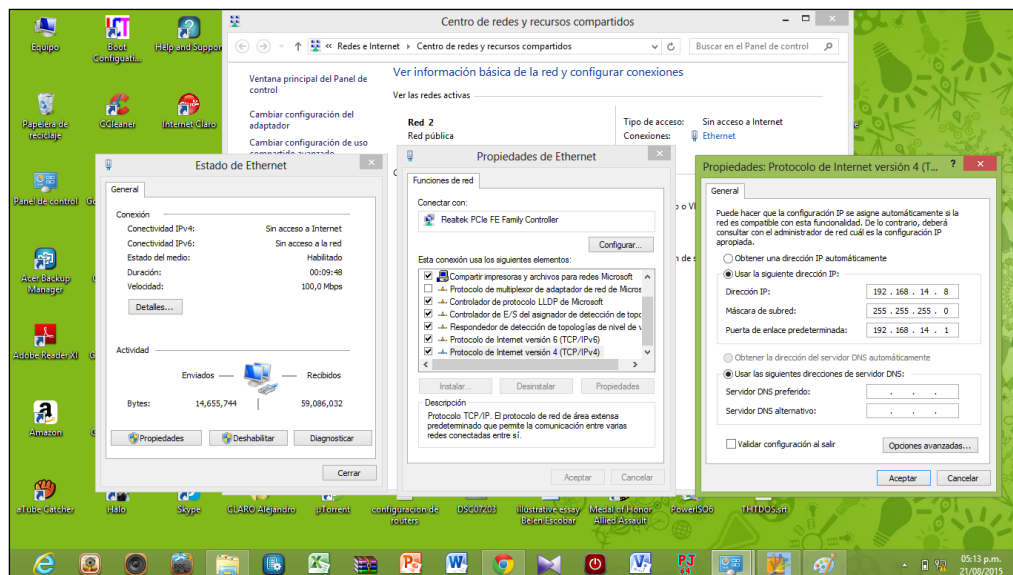 Equipo
Boot
Configuati...
Help and Suppor
Papelera de
reciclaje
CCleaner
Internet Claro
Panel de control
Acer Backup
Manager
Adobe Reader XI
Amazon
aTube Catcher
Halo
Skype
CLARO Alejandro
µTorrent
configuracion de
routers
DSC07203
illustrative essay
Belen Escobar
Medal of Honor
Allied Assault
PowerISO6
THTDOS.srt
Centro de redes y recursos compartidos
« Redes e Internet
Centro de redes y recursos compartidos
Buscar en el Panel de control
Ventana principal del Panel de
control
Cambiar configuración del
adaptador
Cambiar configuración de uso
compartido avanzado
Ver información básica de la red y configurar conexiones
Ver las redes activas
Red 2
Red pública
Tipo de acceso: Sin acceso a Internet
Conexiones: Ethernet
Estado de Ethernet
General
Conexión
Conectividad IPv4: Sin acceso a Internet
Conectividad IPv6: Sin acceso a la red
Estado del medio: Habilitado
Duración: 00:09:48
Velocidad: 100,0 Mbps
Detalles...
Actividad
Enviados — — Recibidos
Bytes: 14,655,744 59,086,032
Propiedades
Deshabilitar
Diagnosticar
Cerrar
Propiedades de Ethernet
Funciones de red
Conectar con:
Realtek PCIe FE Family Controller
Configurar...
Esta conexión usa los siguientes elementos:
Compartir impresoras y archivos para redes Microsoft
Protocolo de multiplexor de adaptador de red de Micros
Controlador de protocolo LLDP de Microsoft
Controlador de E/S del asignador de detección de topo
Respondedor de detección de topologías de nivel de v
Protocolo de Internet versión 6 (TCP/IPv6)
Protocolo de Internet versión 4 (TCP/IPv4)
Instalar...
Desinstalar
Propiedades
Descripción
Protocolo TCP/IP. El protocolo de red de área extensa
predeterminado que permite la comunicación entre varias
redes conectadas entre sí.
Aceptar
Cancelar
Propiedades: Protocolo de Internet versión 4 (T...
General
Puede hacer que la configuración IP se asigne automáticamente si la
red es compatible con esta funcionalidad. De lo contrario, deberá
consultar con el administrador de red cuál es la configuración IP
apropiada.
Obtener una dirección IP automáticamente
Usar la siguiente dirección IP:
Dirección IP: 192 . 168 . 14 . 8
Máscara de subred: 255 . 255 . 255 . 0
Puerta de enlace predeterminada: 192 . 168 . 14 . 1
Obtener la dirección del servidor DNS automáticamente
Usar las siguientes direcciones de servidor DNS:
Servidor DNS preferido: . . .
Servidor DNS alternativo: . . .
Validar configuración al salir
Opciones avanzadas...
Aceptar
Cancelar
05:13 p.m.
21/08/2015